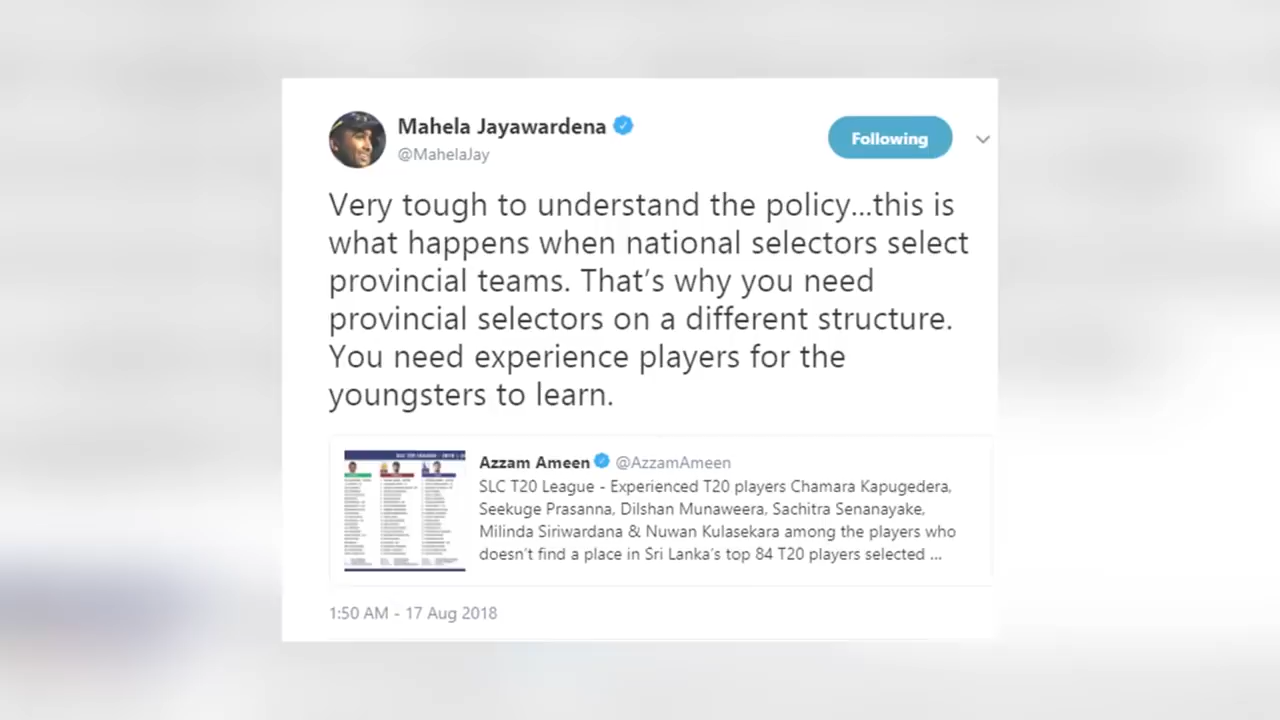 Mahela Jayawardena
@MahelaJay
Following
Very tough to understand the policy...this is
what happens when national selectors select
provincial teams. That's why you need
provincial selectors on a different structure.
You need experience players for the
youngsters to learn.
Azzam Ameen @AzzamAmeen
SLC T20 League - Experienced T20 players Chamara Kapugedera,
Seekuge Prasanna, Dilshan Munaweera, Sachitra Senanayake,
Milinda Siriwardana & Nuwan Kulasekara among the players who
doesn't find a place in Sri Lanka's top 84 T20 players selected ...
1:50 AM - 17 Aug 2018